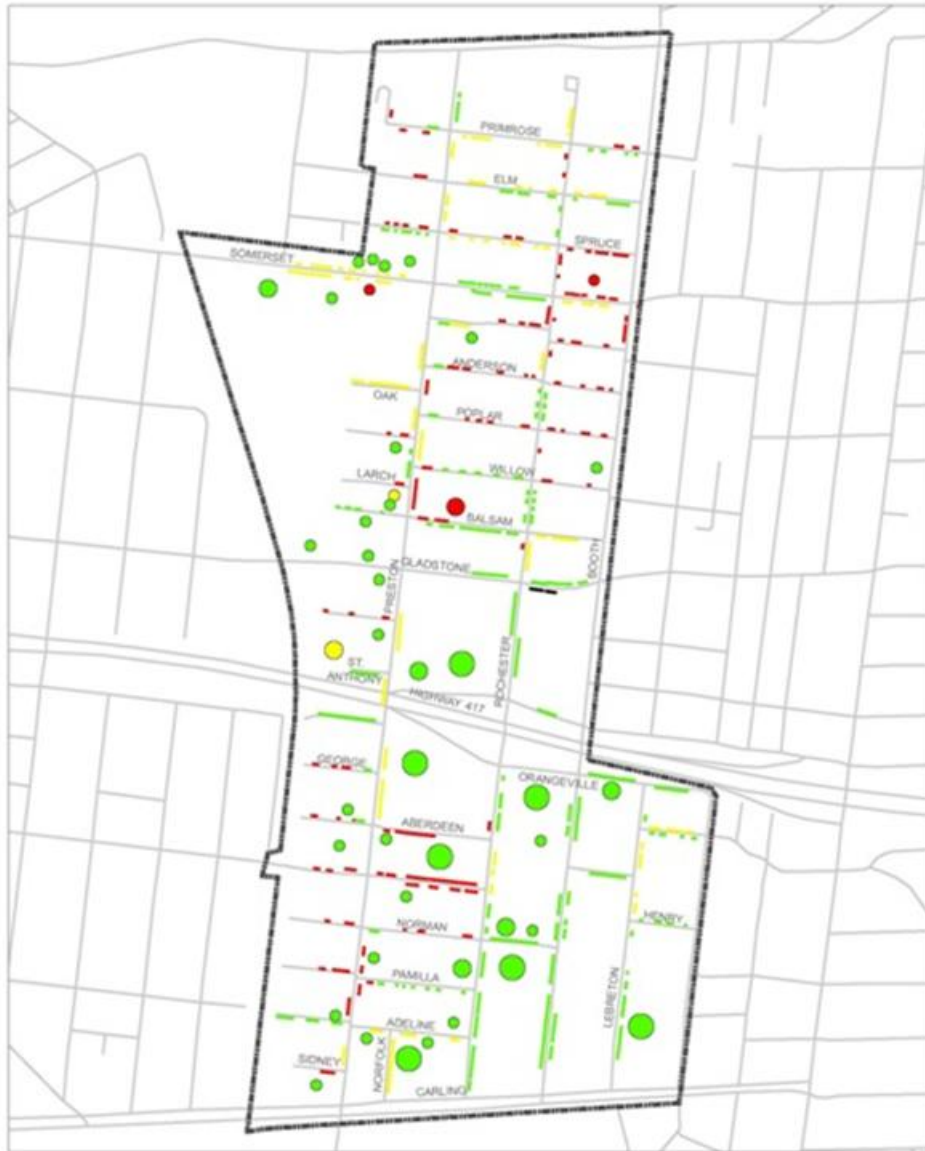 PRIMROSE
ELM
SPRUCE
SOMERSET
ANDERSON
OAK
POPLAR
WILLOW
LARCH
BALSAM
BOOTH
GLADSTONE
PRESTON
ROCHESTER
ST.
ANTHONY
HIGHWAY 417
GEORGE
ORANGEVILLE
ABERDEEN
HENRY
NORMAN
PAMILLA
LEBRETON
ADELINE
SIDNEY
NORFOLK
CARLING